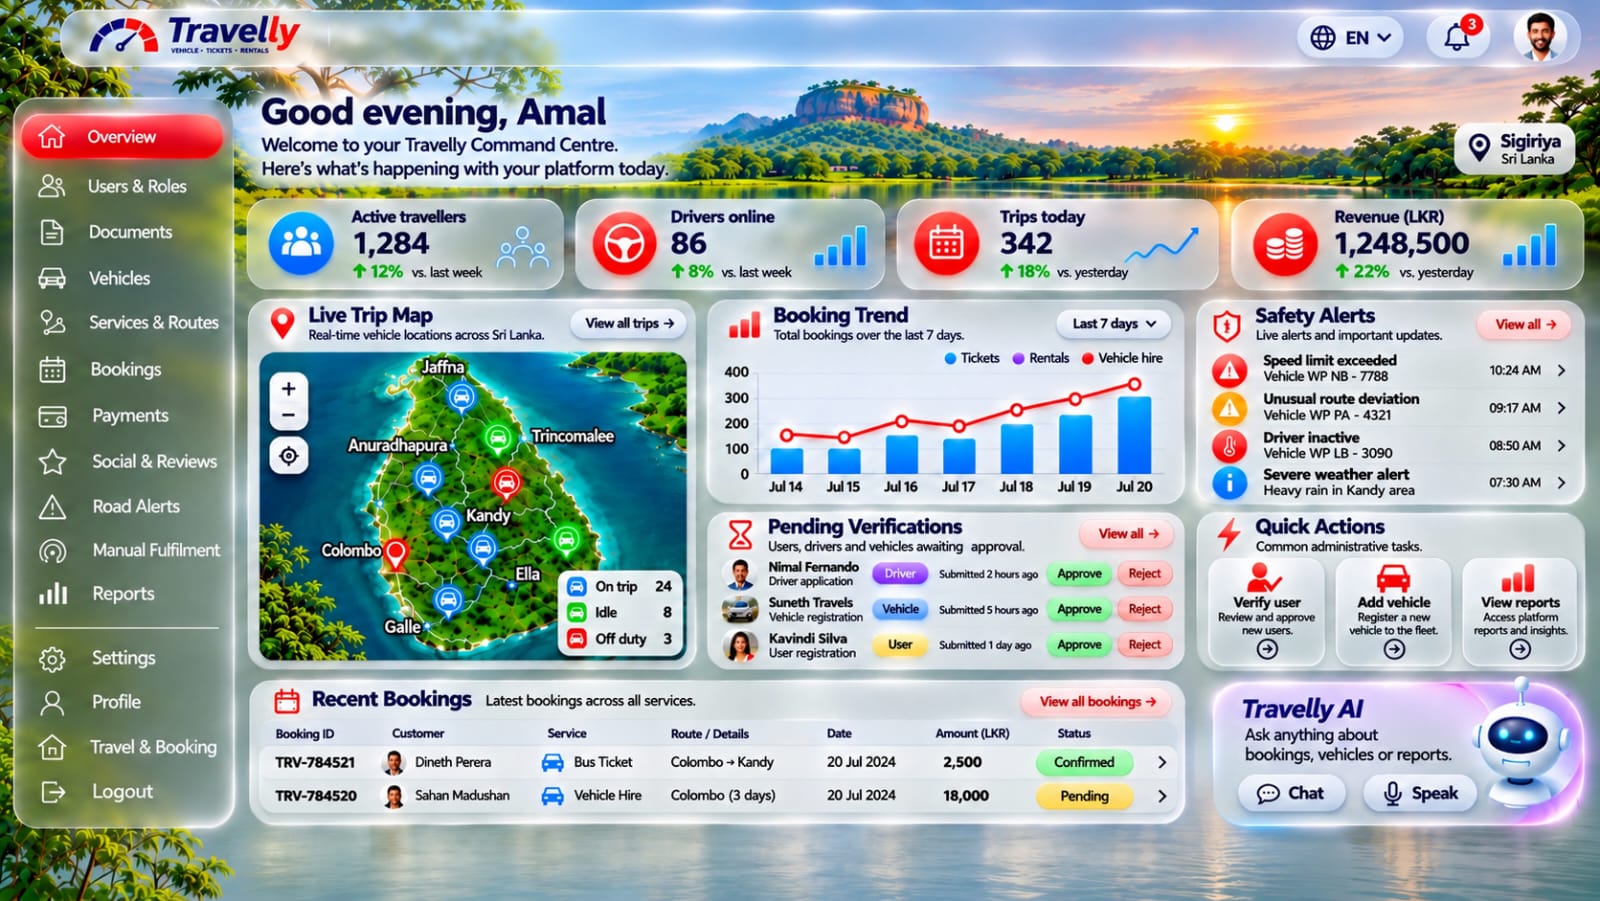 Travelly
VEHICLE • TICKETS • RENTALS
EN
3
Overview
Users & Roles
Documents
Vehicles
Services & Routes
Bookings
Payments
Social & Reviews
Road Alerts
Manual Fulfilment
Reports
Settings
Profile
Travel & Booking
Logout
Good evening, Amal
Welcome to your Travelly Command Centre.
Here's what's happening with your platform today.
Sigiriya
Sri Lanka
Active travellers
1,284
↑ 12% vs. last week
Drivers online
86
↑ 8% vs. last week
Trips today
342
↑ 18% vs. yesterday
Revenue (LKR)
1,248,500
↑ 22% vs. yesterday
Live Trip Map
Real-time vehicle locations across Sri Lanka.
View all trips →
+
−
Jaffna
Anuradhapura
Trincomalee
Kandy
Colombo
Ella
Galle
On trip 24
Idle 8
Off duty 3
Booking Trend
Total bookings over the last 7 days.
Last 7 days
Tickets Rentals Vehicle hire
400
300
200
100
0
Jul 14 Jul 15 Jul 16 Jul 17 Jul 18 Jul 19 Jul 20
Safety Alerts
Live alerts and important updates.
View all →
Speed limit exceeded
Vehicle WP NB - 7788
10:24 AM
Unusual route deviation
Vehicle WP PA - 4321
09:17 AM
Driver inactive
Vehicle WP LB - 3090
08:50 AM
Severe weather alert
Heavy rain in Kandy area
07:30 AM
Pending Verifications
Users, drivers and vehicles awaiting approval.
View all →
Nimal Fernando
Driver application
Driver Submitted 2 hours ago Approve Reject
Suneth Travels
Vehicle registration
Vehicle Submitted 5 hours ago Approve Reject
Kavindi Silva
User registration
User Submitted 1 day ago Approve Reject
Quick Actions
Common administrative tasks.
Verify user
Review and approve
new users.
Add vehicle
Register a new
vehicle to the fleet.
View reports
Access platform
reports and insights.
Recent Bookings Latest bookings across all services.
View all bookings →
Booking ID Customer Service Route / Details Date Amount (LKR) Status
TRV-784521 Dineth Perera Bus Ticket Colombo → Kandy 20 Jul 2024 2,500 Confirmed
TRV-784520 Sahan Madushan Vehicle Hire Colombo (3 days) 20 Jul 2024 18,000 Pending
Travelly AI
Ask anything about
bookings, vehicles or reports.
Chat
Speak